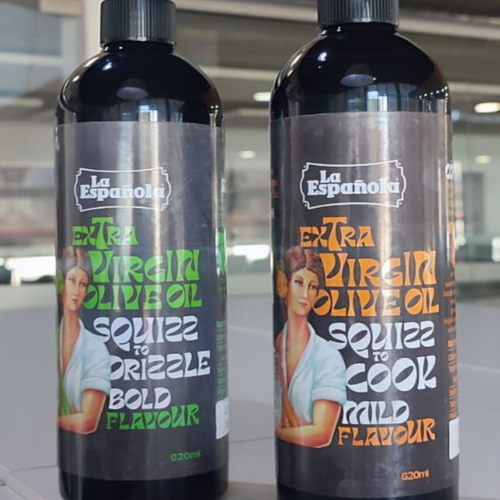 La
Española
EXTRA
VIRGIN
OLIVE OIL
SQUIZZ
TO
DRIZZLE
BOLD
FLAVOUR
620ml
La
Española
EXTRA
VIRGIN
OLIVE OIL
SQUIZZ
TO
COOK
MILD
FLAVOUR
620ml